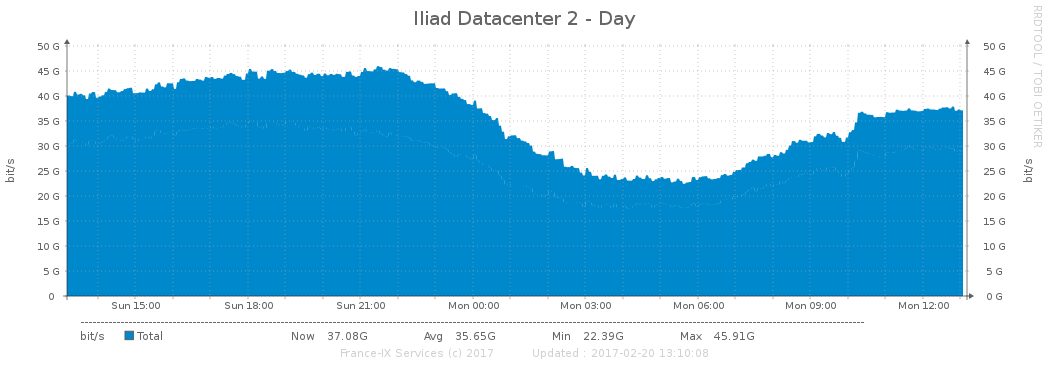 Iliad Datacenter 2 - Day
RRDTOOL / TOBI OETIKER
50 G 50 G
45 G 45 G
40 G 40 G
35 G 35 G
30 G 30 G
25 G 25 G
20 G 20 G
15 G 15 G
10 G 10 G
5 G 5 G
0 0 G
bit/s
bit/s
Sun 15:00 Sun 18:00 Sun 21:00 Mon 00:00 Mon 03:00 Mon 06:00 Mon 09:00 Mon 12:00
bit/s Total Now 37.08G Avg 35.65G Min 22.39G Max 45.91G
France-IX Services (c) 2017 Updated : 2017-02-20 13:10:08